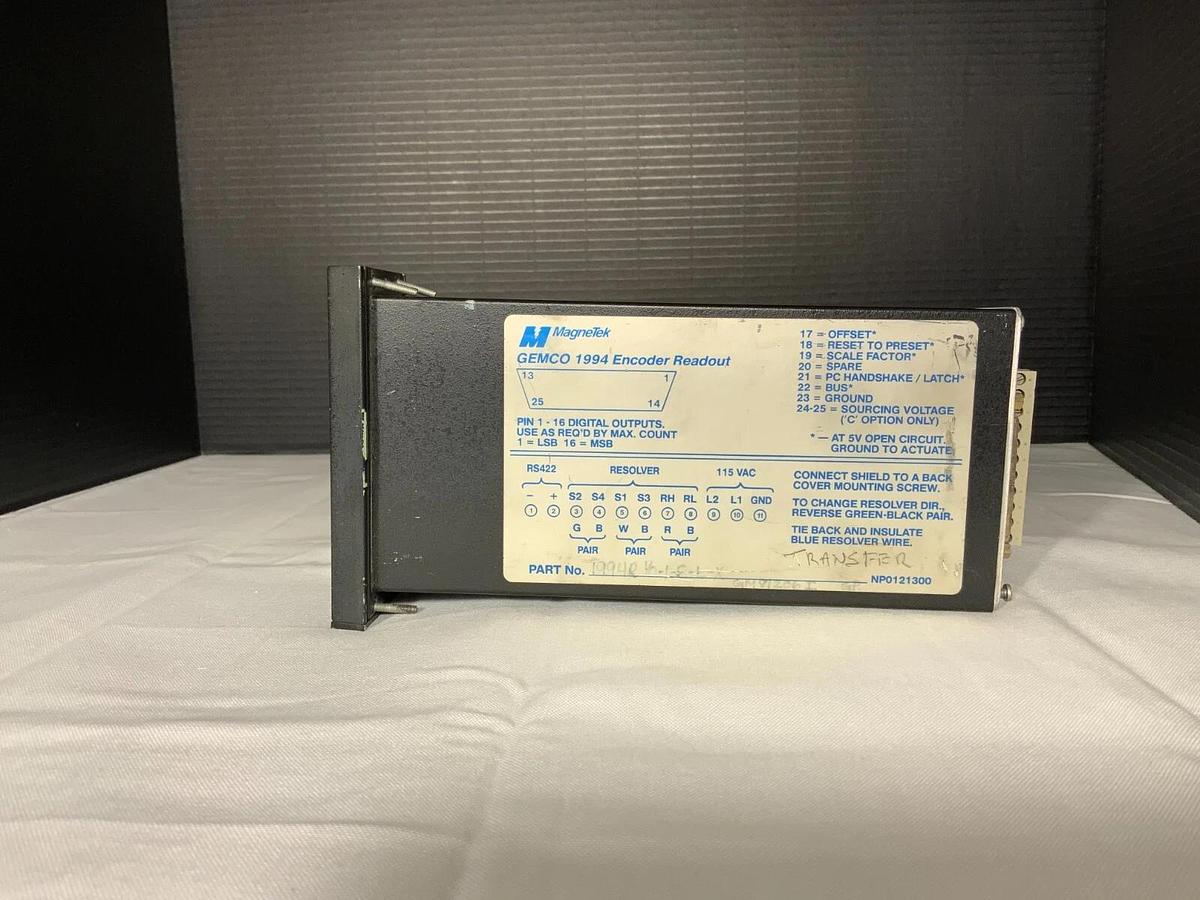 MagneTek
GEMCO 1994 Encoder Readout
13 1
25 14
PIN 1 - 16 DIGITAL OUTPUTS.
USE AS REQ'D BY MAX. COUNT
1 = LSB 16 = MSB
17 = OFFSET*
18 = RESET TO PRESET*
19 = SCALE FACTOR*
20 = SPARE
21 = PC HANDSHAKE / LATCH*
22 = BUS*
23 = GROUND
24-25 = SOURCING VOLTAGE
('C' OPTION ONLY)
* — AT 5V OPEN CIRCUIT.
GROUND TO ACTUATE
RS422 RESOLVER 115 VAC
− + S2 S4 S1 S3 RH RL L2 L1 GND
1 2 3 4 5 6 7 8 9 10 11
G B W B R B
PAIR PAIR PAIR
CONNECT SHIELD TO A BACK
COVER MOUNTING SCREW.
TO CHANGE RESOLVER DIR.,
REVERSE GREEN-BLACK PAIR.
TIE BACK AND INSULATE
BLUE RESOLVER WIRE.
TRANSFER
PART No.
NP0121300